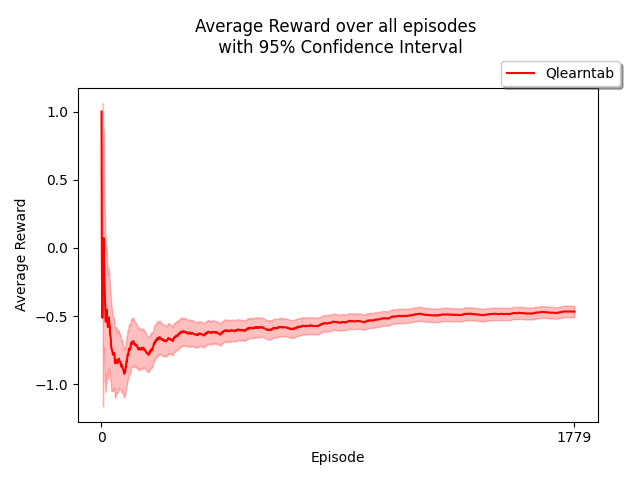 Average Reward over all episodes
with 95% Confidence Interval
Qlearntab
1.0
0.5
0.0
−0.5
−1.0
Average Reward
0
1779
Episode